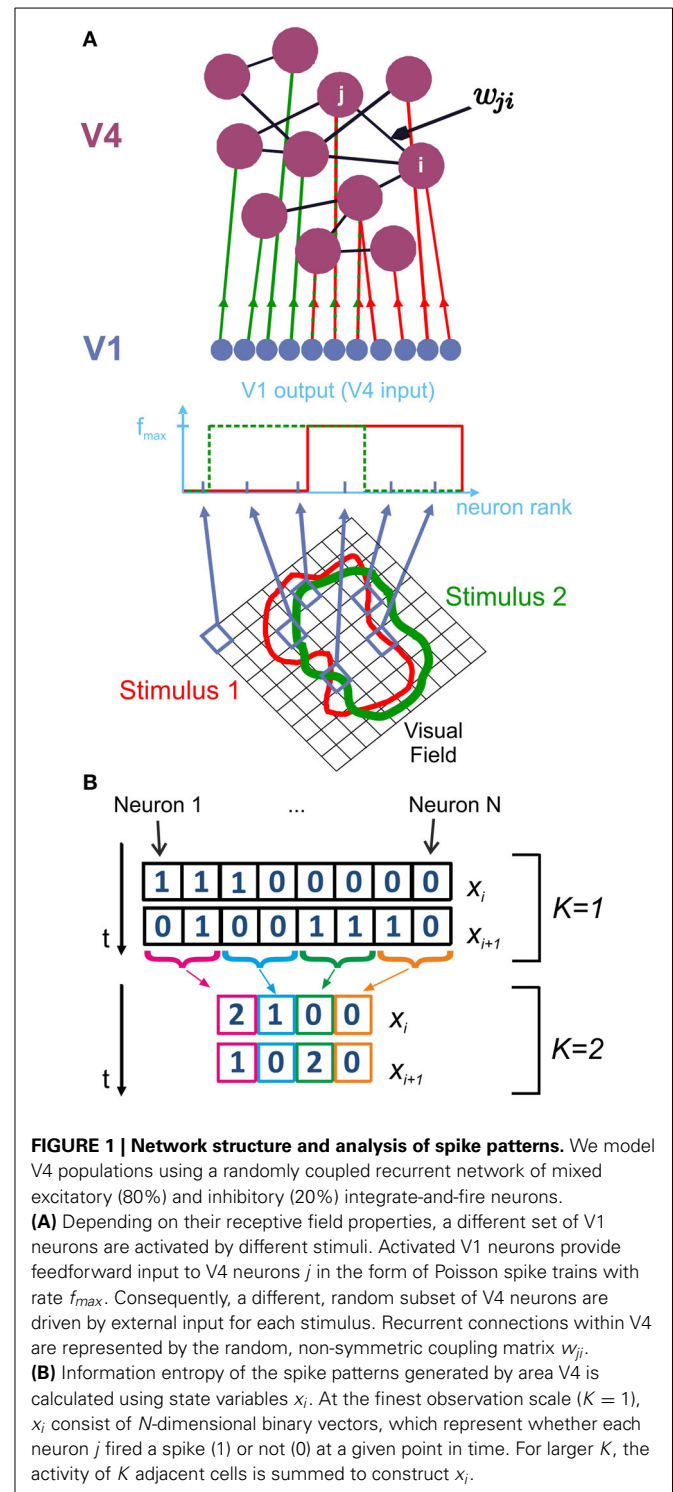 A
V4
j
w_{ji}
i
V1
V1 output (V4 input)
f_{max}
neuron rank
Stimulus 2
Stimulus 1
Visual
Field
B
Neuron 1 ... Neuron N
1 1 1 0 0 0 0 0 x_i
K=1
t 0 1 0 0 1 1 1 0 x_{i+1}
2 1 0 0 x_i
K=2
t 1 0 2 0 x_{i+1}
FIGURE 1 | Network structure and analysis of spike patterns. We model
V4 populations using a randomly coupled recurrent network of mixed
excitatory (80%) and inhibitory (20%) integrate-and-fire neurons.
(A) Depending on their receptive field properties, a different set of V1
neurons are activated by different stimuli. Activated V1 neurons provide
feedforward input to V4 neurons j in the form of Poisson spike trains with
rate f_{max}. Consequently, a different, random subset of V4 neurons are
driven by external input for each stimulus. Recurrent connections within V4
are represented by the random, non-symmetric coupling matrix w_{ji}.
(B) Information entropy of the spike patterns generated by area V4 is
calculated using state variables x_i. At the finest observation scale (K = 1),
x_i consist of N-dimensional binary vectors, which represent whether each
neuron j fired a spike (1) or not (0) at a given point in time. For larger K, the
activity of K adjacent cells is summed to construct x_i.